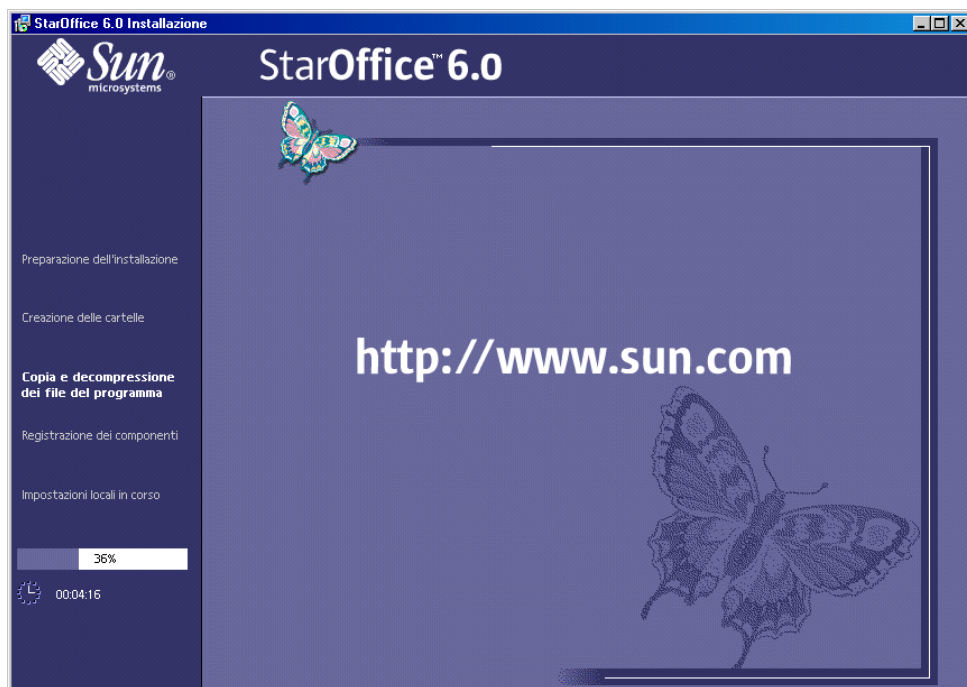 StarOffice 6.0 Installazione
Sun®
microsystems
StarOffice™ 6.0
Preparazione dell'installazione
Creazione delle cartelle
Copia e decompressione
dei file del programma
Registrazione dei componenti
Impostazioni locali in corso
36%
00:04:16
http://www.sun.com